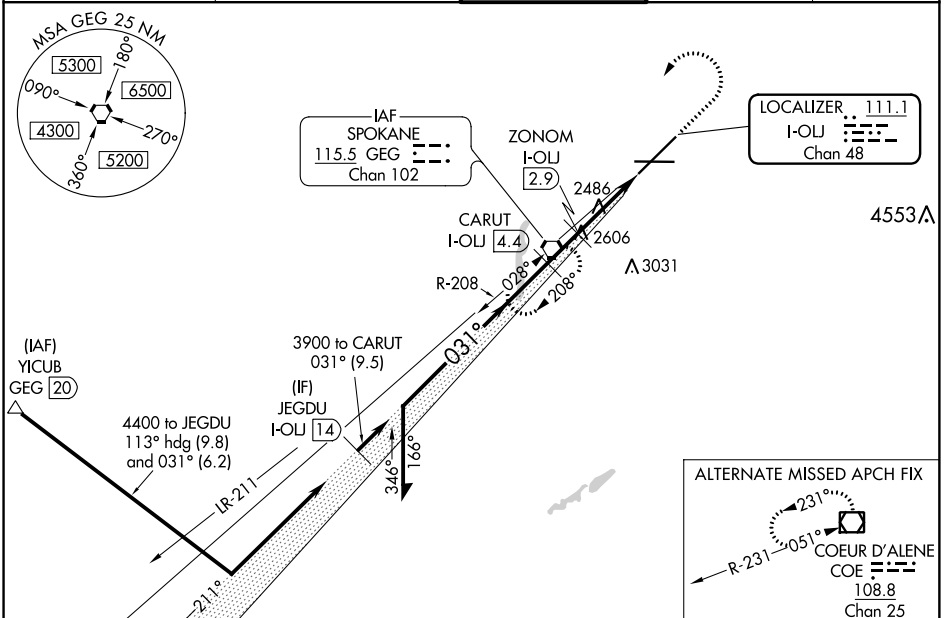 MSA GEG 25 NM
5300
180°
090°
6500
4300
270°
360°
5200
IAF
SPOKANE
115.5 GEG
Chan 102
ZONOM
I-OLJ
2.9
LOCALIZER 111.1
I-OLJ
Chan 48
2486
4553
CARUT
I-OLJ 4.4
2606
3031
R-208
028°
208°
031°
3900 to CARUT
031° (9.5)
(IAF)
YICUB
GEG 20
(IF)
JEGDU
I-OLJ 14
4400 to JEGDU
113° hdg (9.8)
and 031° (6.2)
346°
166°
LR-211
211°
ALTERNATE MISSED APCH FIX
231°
R-231
051°
COEUR D'ALENE
COE
108.8
Chan 25